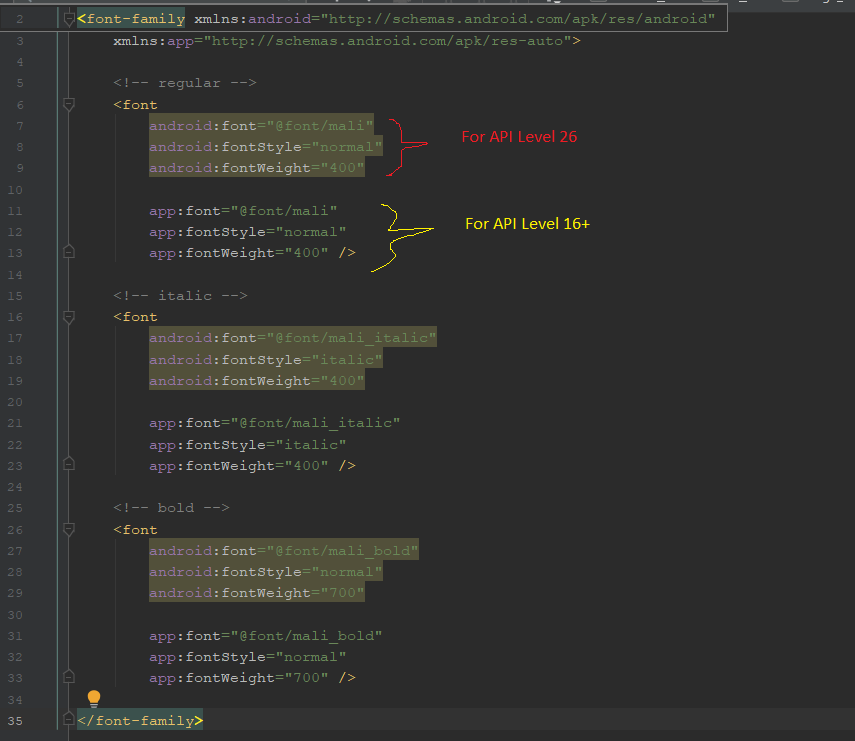 2 <font-family xmlns:android="http://schemas.android.com/apk/res/android"
3 xmlns:app="http://schemas.android.com/apk/res-auto">
4
5 <!-- regular -->
6 <font
7 android:font="@font/mali"
For API Level 26
8 android:fontStyle="normal"
9 android:fontWeight="400"
10
11 app:font="@font/mali"
For API Level 16+
12 app:fontStyle="normal"
13 app:fontWeight="400" />
14
15 <!-- italic -->
16 <font
17 android:font="@font/mali_italic"
18 android:fontStyle="italic"
19 android:fontWeight="400"
20
21 app:font="@font/mali_italic"
22 app:fontStyle="italic"
23 app:fontWeight="400" />
24
25 <!-- bold -->
26 <font
27 android:font="@font/mali_bold"
28 android:fontStyle="normal"
29 android:fontWeight="700"
30
31 app:font="@font/mali_bold"
32 app:fontStyle="normal"
33 app:fontWeight="700" />
34
35 </font-family>